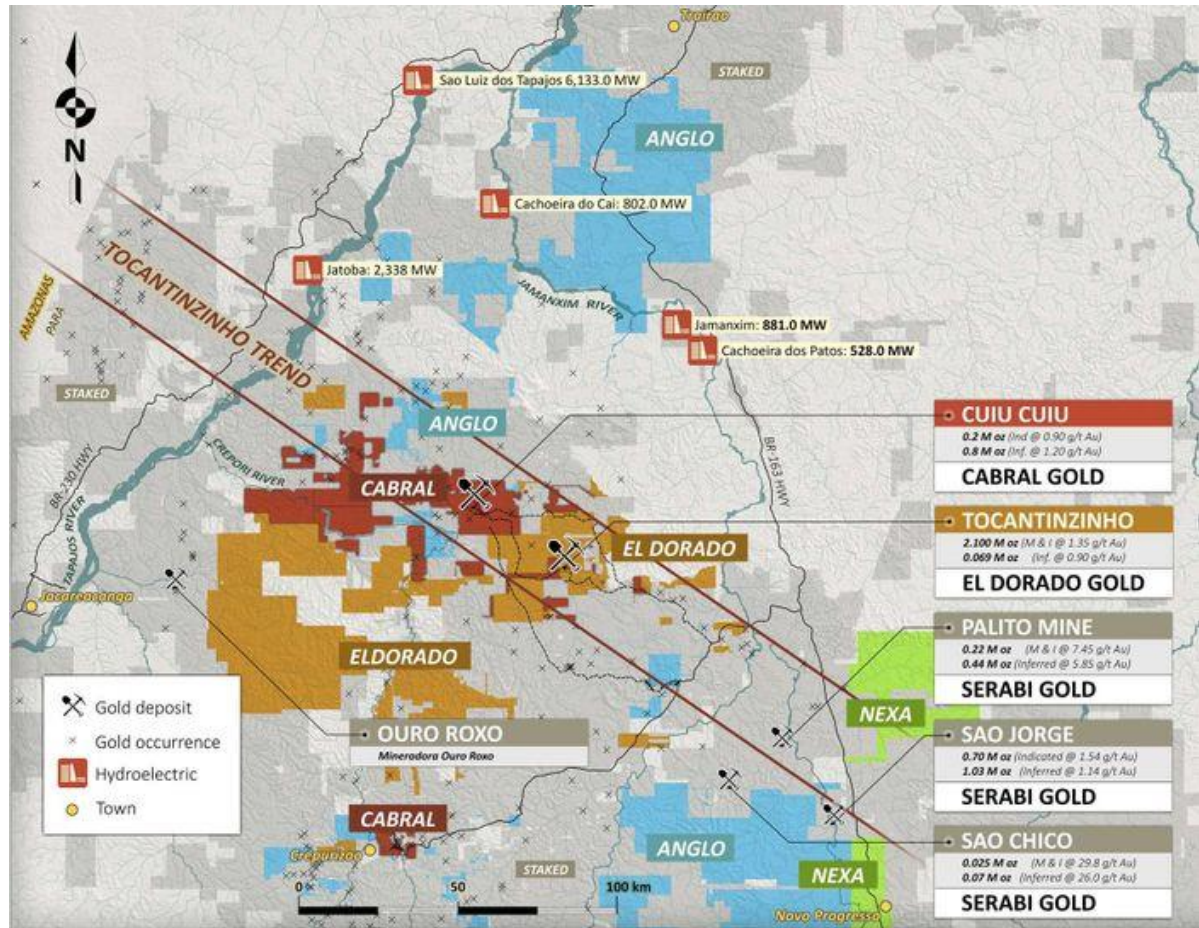 Trairao
STAKED
Sao Luiz dos Tapajos 6,133.0 MW
ANGLO
N
Cachoeira do Cai: 802.0 MW
TOCANTINZINHO TREND
Jatoba: 2,338 MW
JAMANXIM RIVER
AMAZONAS
PARA
Jamanxim: 881.0 MW
Cachoeira dos Patos: 528.0 MW
STAKED
ANGLO
CREPORI RIVER
BR-230 HWY
BR-163 HWY
TAPAJOS RIVER
CABRAL
EL DORADO
Jacareacanga
ELDORADO
CUIU CUIU
0.2 M oz (Ind @ 0.90 g/t Au)
0.8 M oz (Inf. @ 1.20 g/t Au)
CABRAL GOLD
TOCANTINZINHO
2.100 M oz (M & I @ 1.35 g/t Au)
0.069 M oz (Inf. @ 0.90 g/t Au)
EL DORADO GOLD
PALITO MINE
0.22 M oz (M & I @ 7.45 g/t Au)
0.44 M oz (Inferred @ 5.85 g/t Au)
SERABI GOLD
NEXA
SAO JORGE
0.70 M oz (Indicated @ 1.54 g/t Au)
1.03 M oz (Inferred @ 1.14 g/t Au)
SERABI GOLD
SAO CHICO
0.025 M oz (M & I @ 29.8 g/t Au)
0.07 M oz (Inferred @ 26.0 g/t Au)
SERABI GOLD
OURO ROXO
Mineradora Ouro Roxo
Gold deposit
Gold occurrence
Hydroelectric
Town
CABRAL
Crepurizao
ANGLO
STAKED
NEXA
0 50 100 km
Novo Progresso